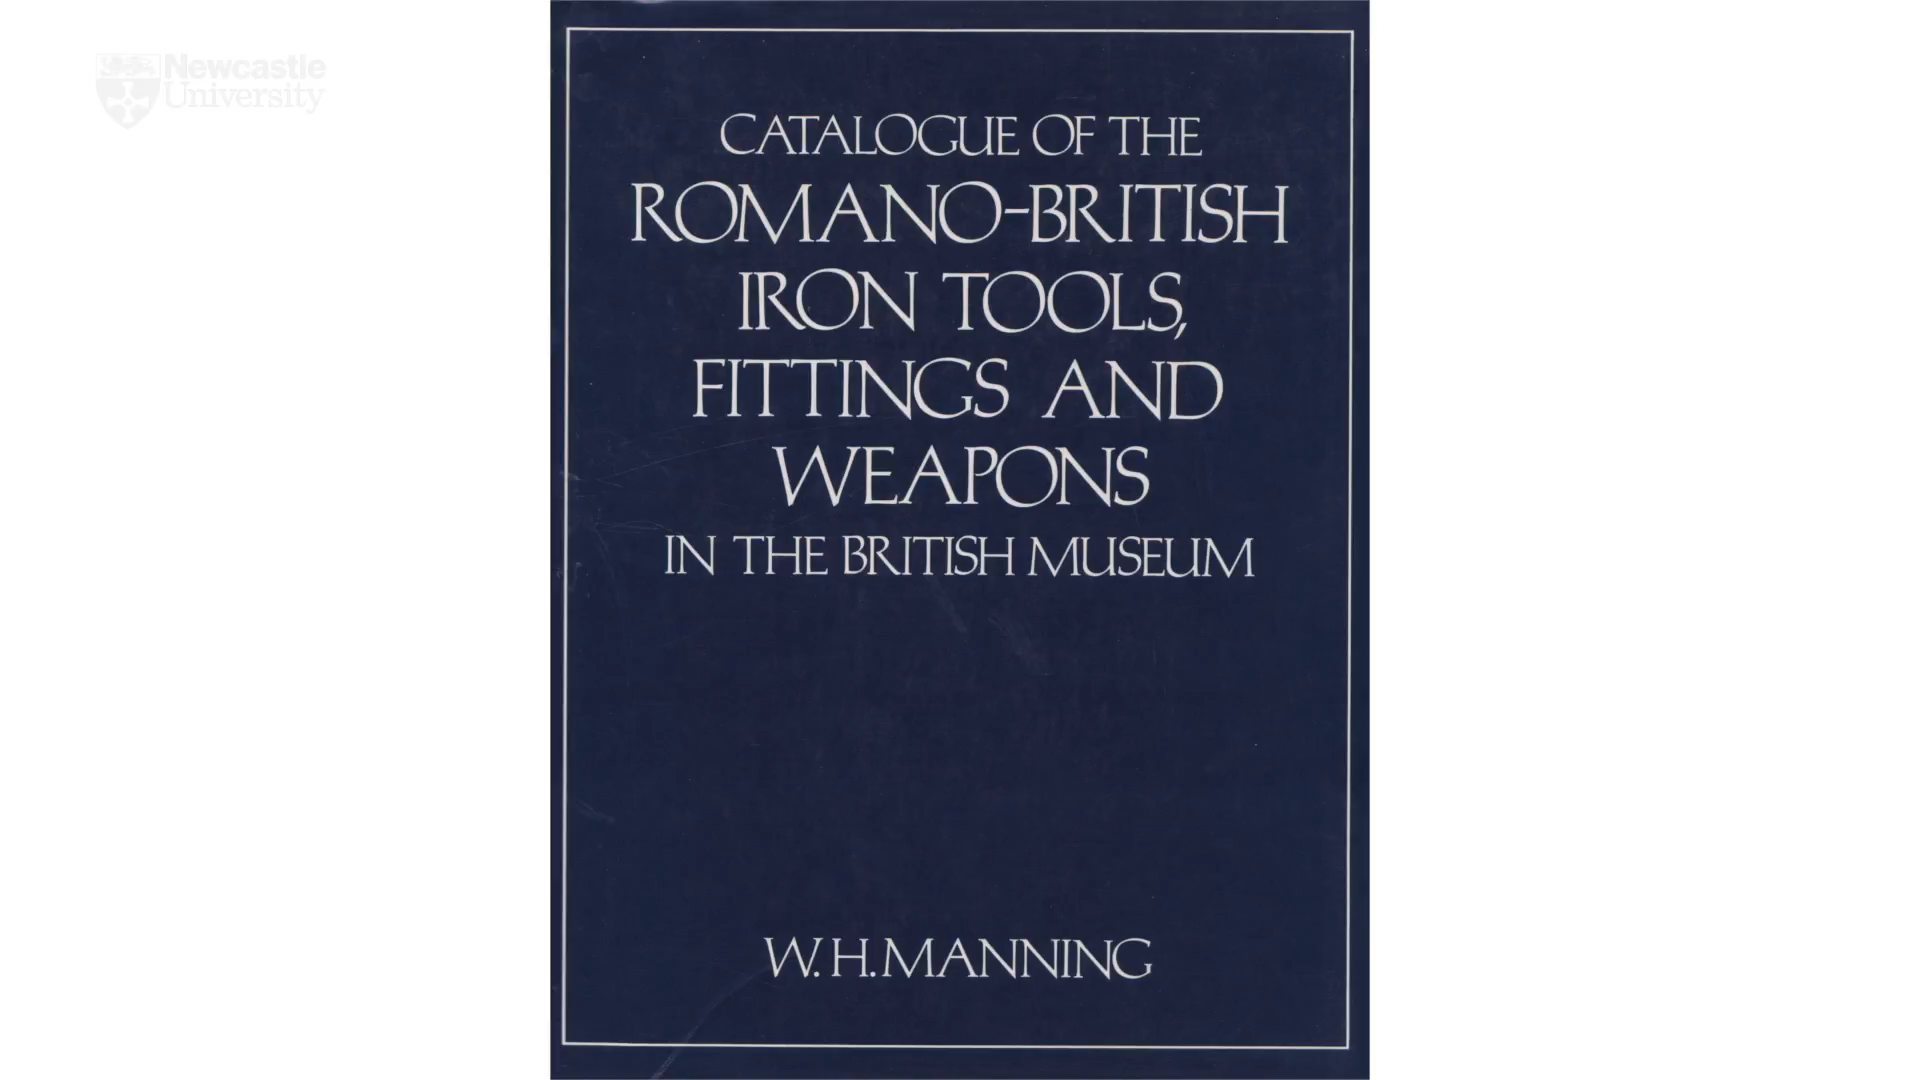 Newcastle
University
CATALOGUE OF THE
ROMANO-BRITISH
IRON TOOLS,
FITTINGS AND
WEAPONS
IN THE BRITISH MUSEUM
W.H.MANNING